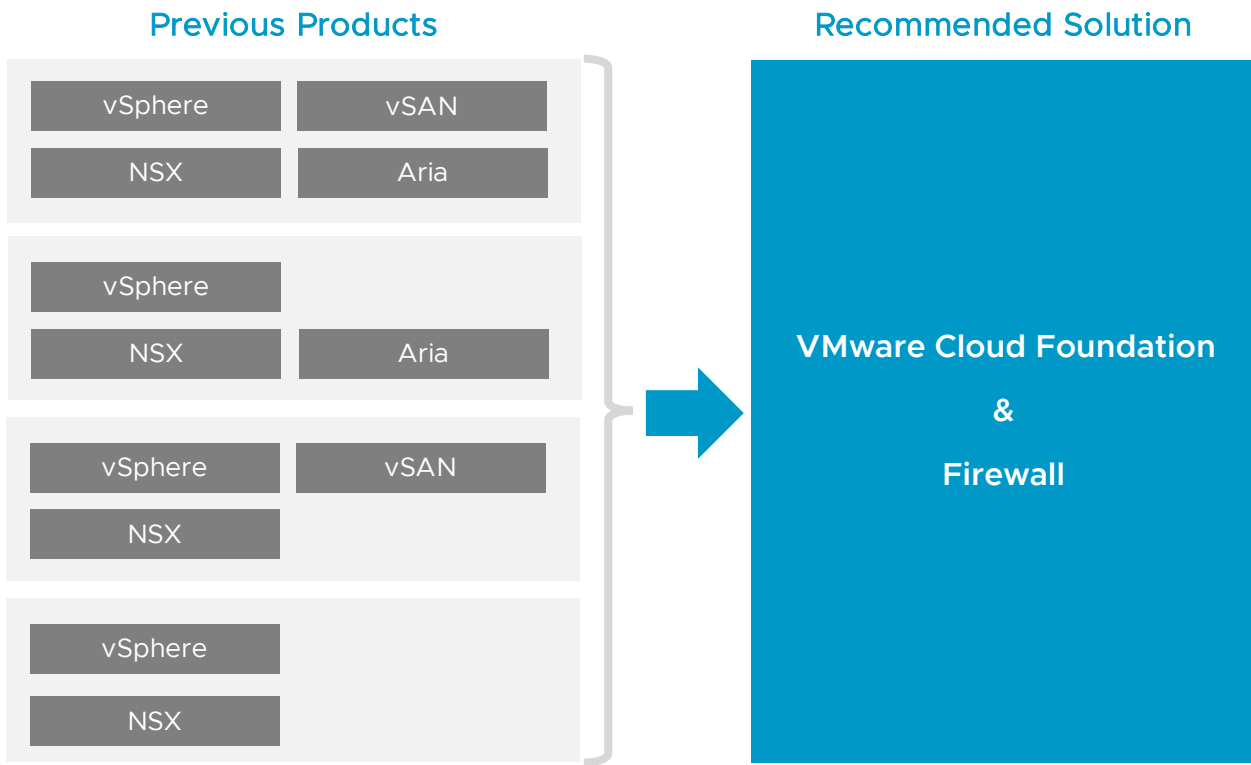 Previous Products
Recommended Solution
vSphere
vSAN
NSX
Aria
vSphere
NSX
Aria
vSphere
vSAN
NSX
vSphere
NSX
VMware Cloud Foundation
&
Firewall